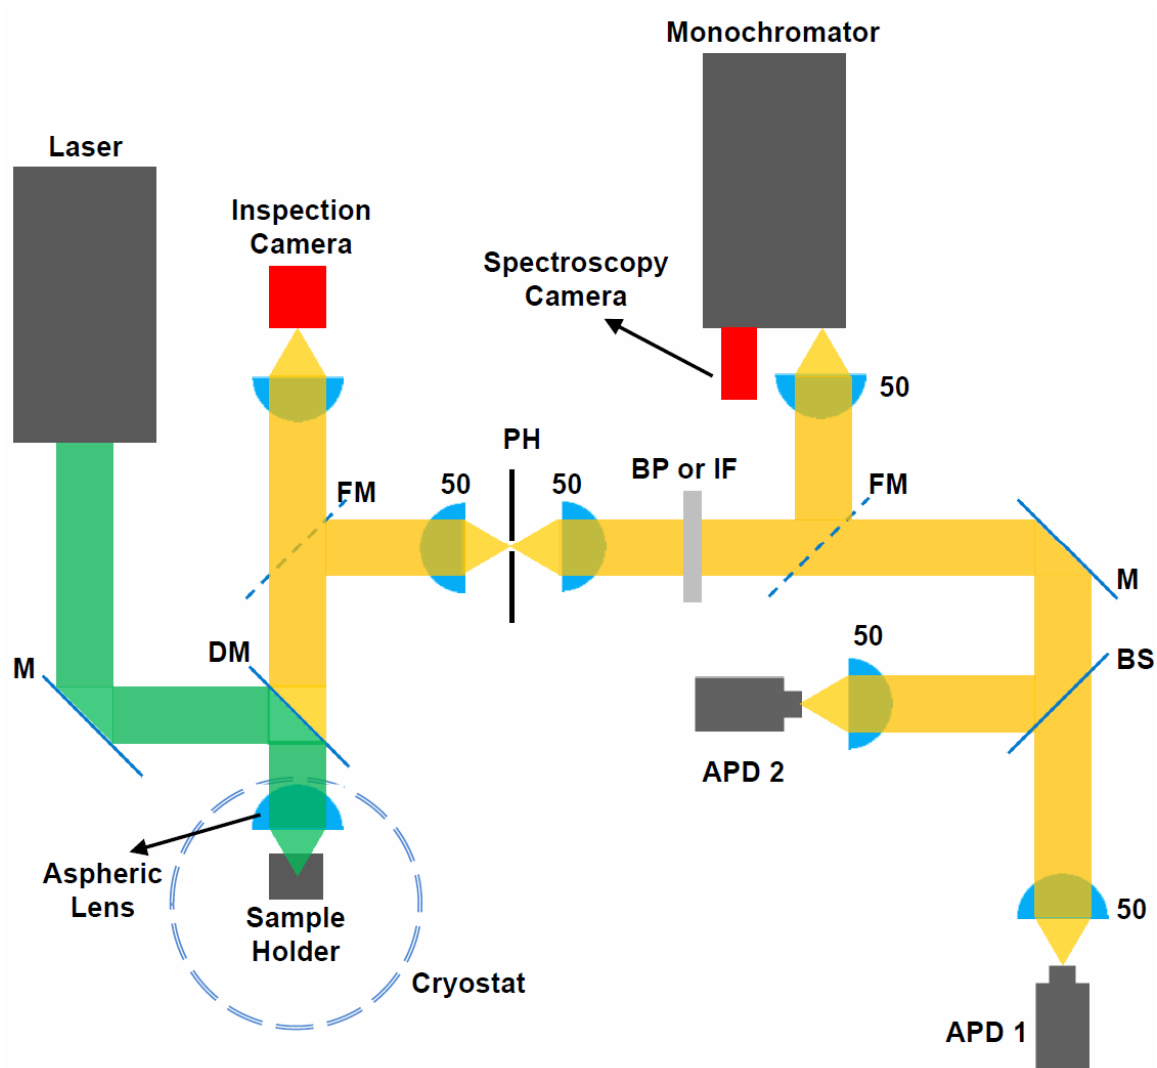 Monochromator
Laser
Inspection
Camera
Spectroscopy
Camera
50
PH
BP or IF
FM
50
50
FM
M
50
DM
BS
M
APD 2
Aspheric
Lens
Sample
Holder
50
Cryostat
APD 1